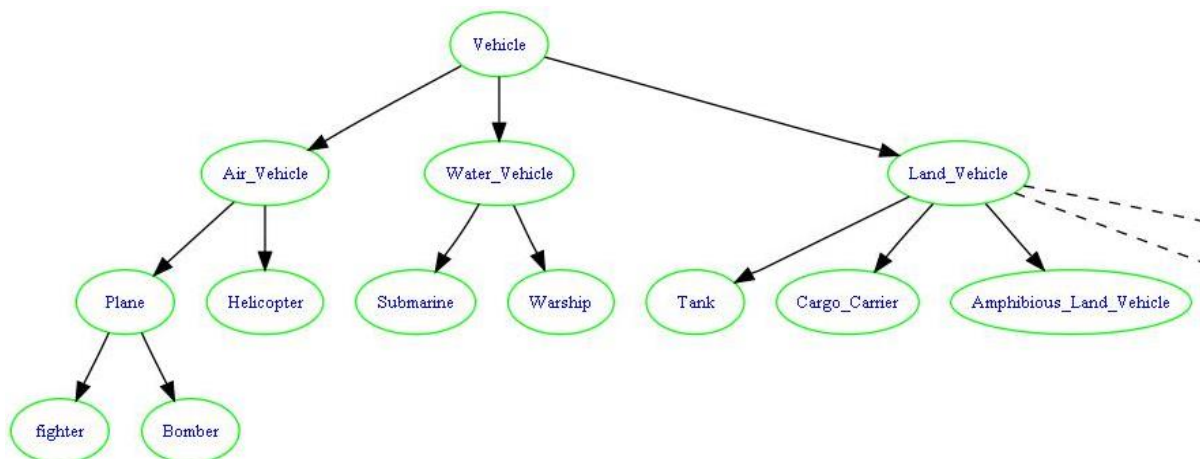 Vehicle
Air_Vehicle
Water_Vehicle
Land_Vehicle
Plane
Helicopter
Submarine
Warship
Tank
Cargo_Carrier
Amphibious_Land_Vehicle
fighter
Bomber